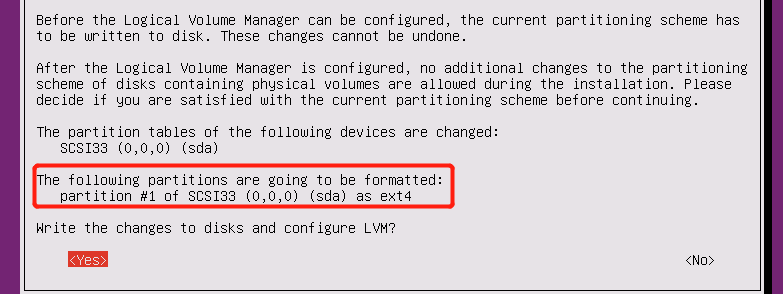 Before the Logical Volume Manager can be configured, the current partitioning scheme has
to be written to disk. These changes cannot be undone.
After the Logical Volume Manager is configured, no additional changes to the partitioning
scheme of disks containing physical volumes are allowed during the installation. Please
decide if you are satisfied with the current partitioning scheme before continuing.
The partition tables of the following devices are changed:
SCSI33 (0,0,0) (sda)
The following partitions are going to be formatted:
partition #1 of SCSI33 (0,0,0) (sda) as ext4
Write the changes to disks and configure LVM?
<Yes> <No>